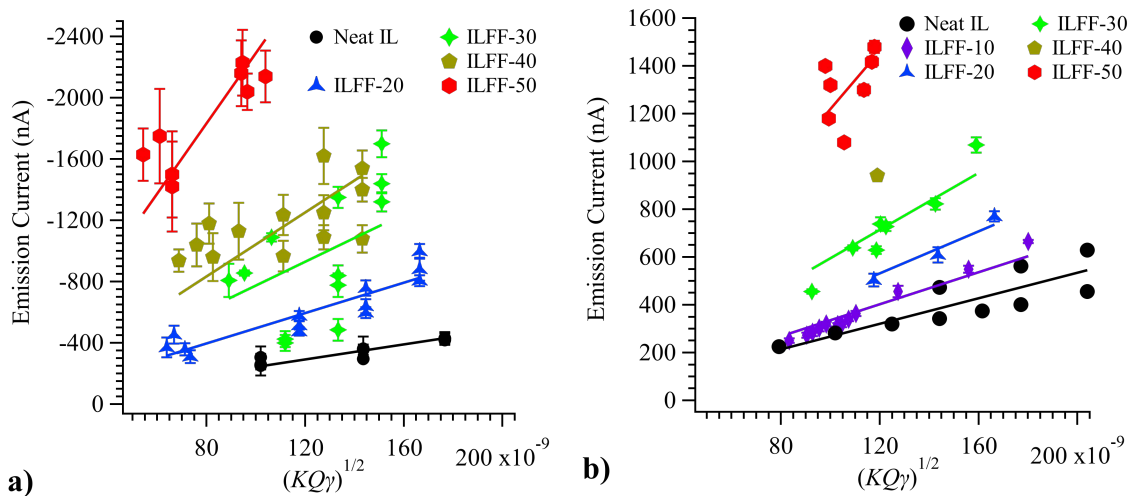 Neat IL
ILFF-20
ILFF-30
ILFF-40
ILFF-50
Emission Current (nA)
-2400
-2000
-1600
-1200
-800
-400
0
80
120
160
200 x10⁻⁹
(KQγ)^1/2
a)
Neat IL
ILFF-10
ILFF-20
ILFF-30
ILFF-40
ILFF-50
Emission Current (nA)
1600
1400
1200
1000
800
600
400
200
0
80
120
160
200 x10⁻⁹
(KQγ)^1/2
b)